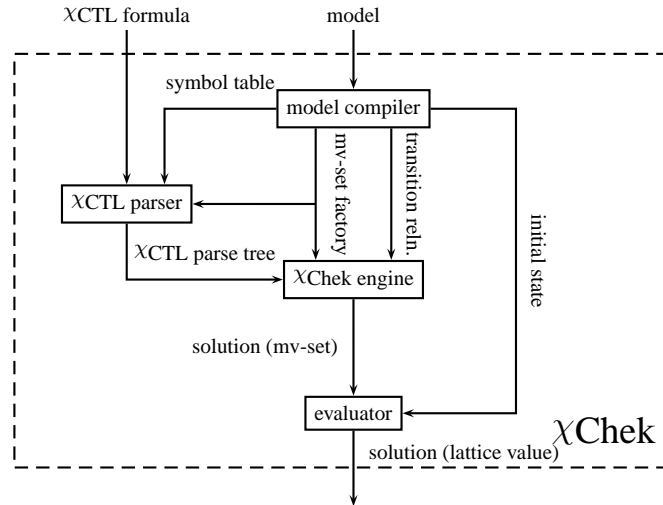 χCTL formula
model
symbol table
model compiler
mv-set factory
transition reln.
χCTL parser
initial state
χCTL parse tree
χChek engine
solution (mv-set)
evaluator
χChek
solution (lattice value)